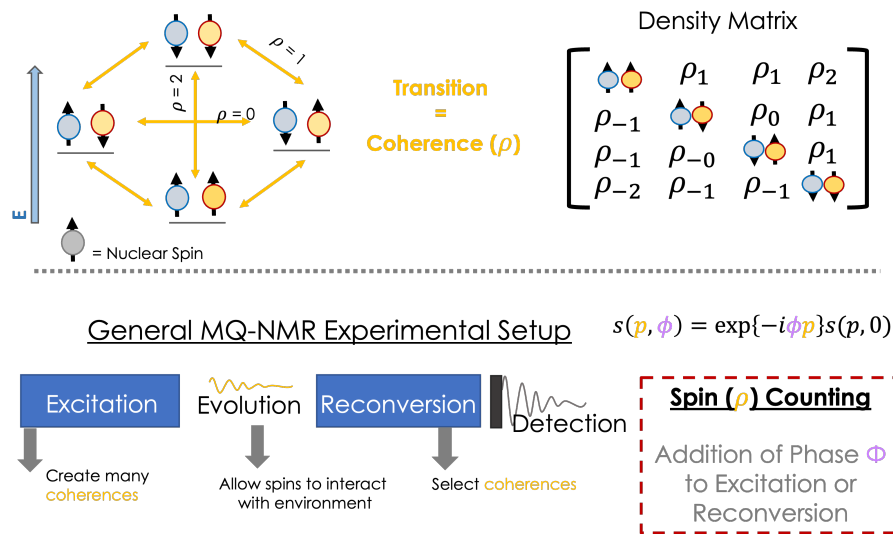 Density Matrix
ρ = 1
ρ = 2
ρ = 0
Transition
=
Coherence (ρ)
ρ₁ ρ₁ ρ₂
ρ₋₁ ρ₀ ρ₁
ρ₋₁ ρ₋₀ ρ₁
ρ₋₂ ρ₋₁ ρ₋₁
E
= Nuclear Spin
General MQ-NMR Experimental Setup
s(p, ϕ) = exp{−iϕp}s(p, 0)
Excitation
Evolution
Reconversion
Detection
Create many
coherences
Allow spins to interact
with environment
Select coherences
Spin (ρ) Counting
Addition of Phase Φ
to Excitation or
Reconversion